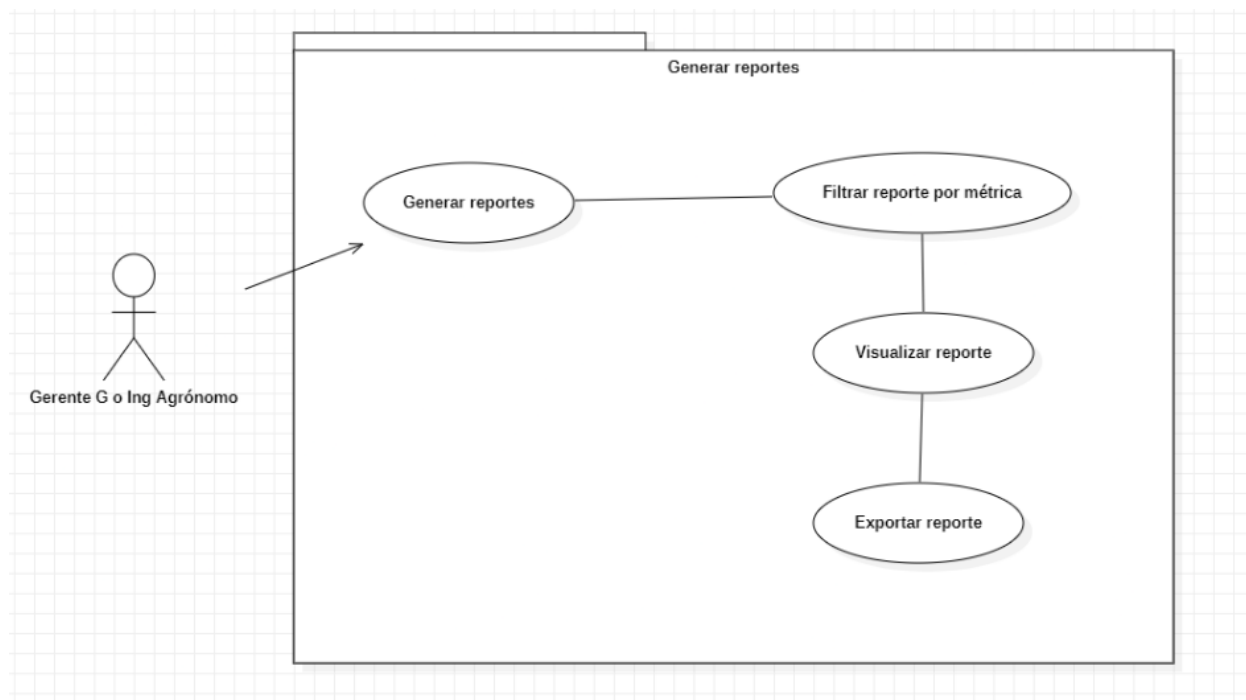 Generar reportes
Generar reportes
Filtrar reporte por métrica
Visualizar reporte
Gerente G o Ing Agrónomo
Exportar reporte